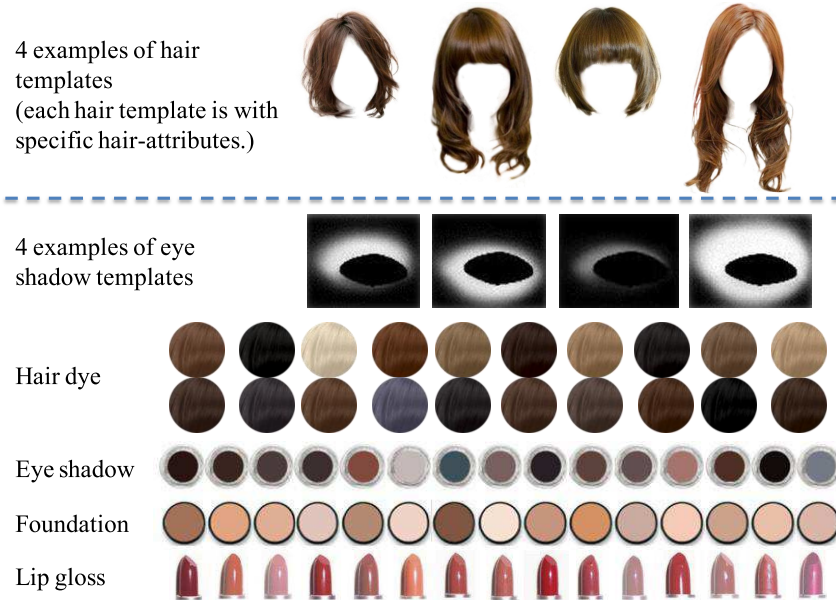 4 examples of hair
templates
(each hair template is with
specific hair-attributes.)
4 examples of eye
shadow templates
Hair dye
Eye shadow
Foundation
Lip gloss